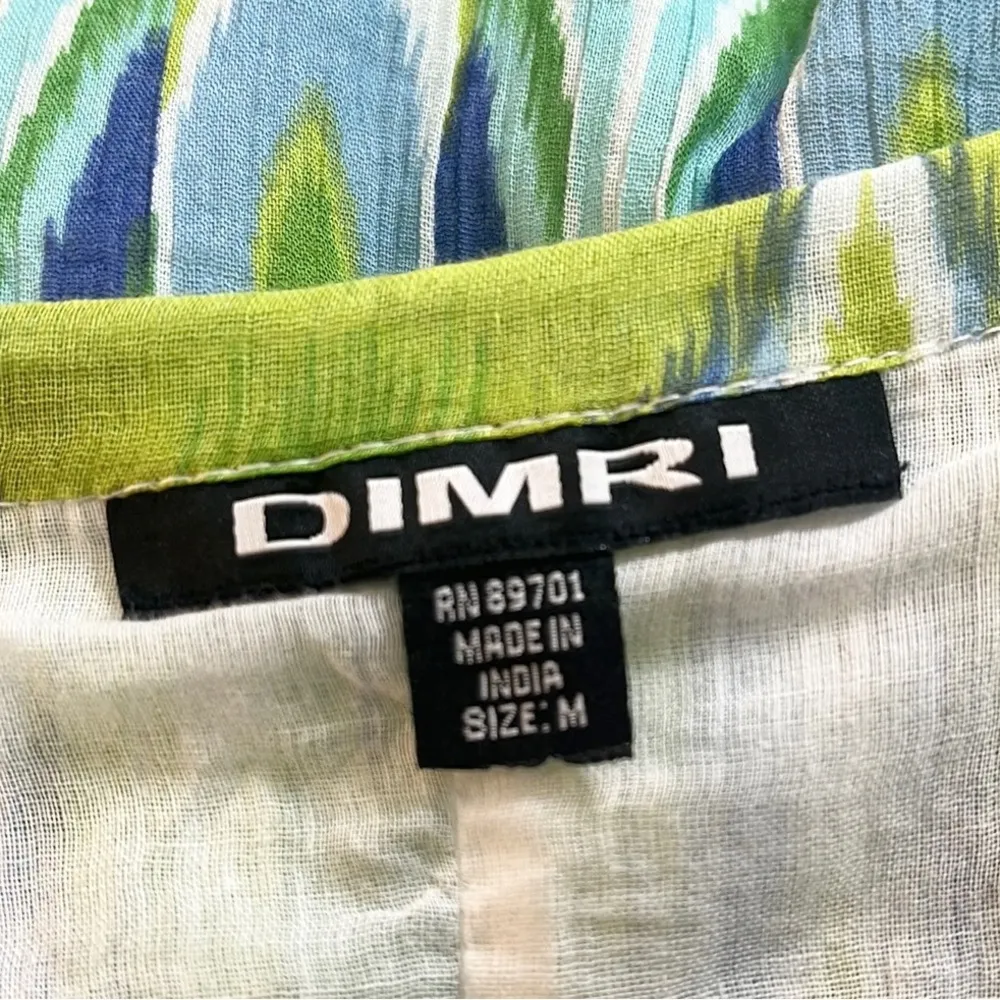 DIMRI
RN 89701
MADE IN
INDIA
SIZE: M